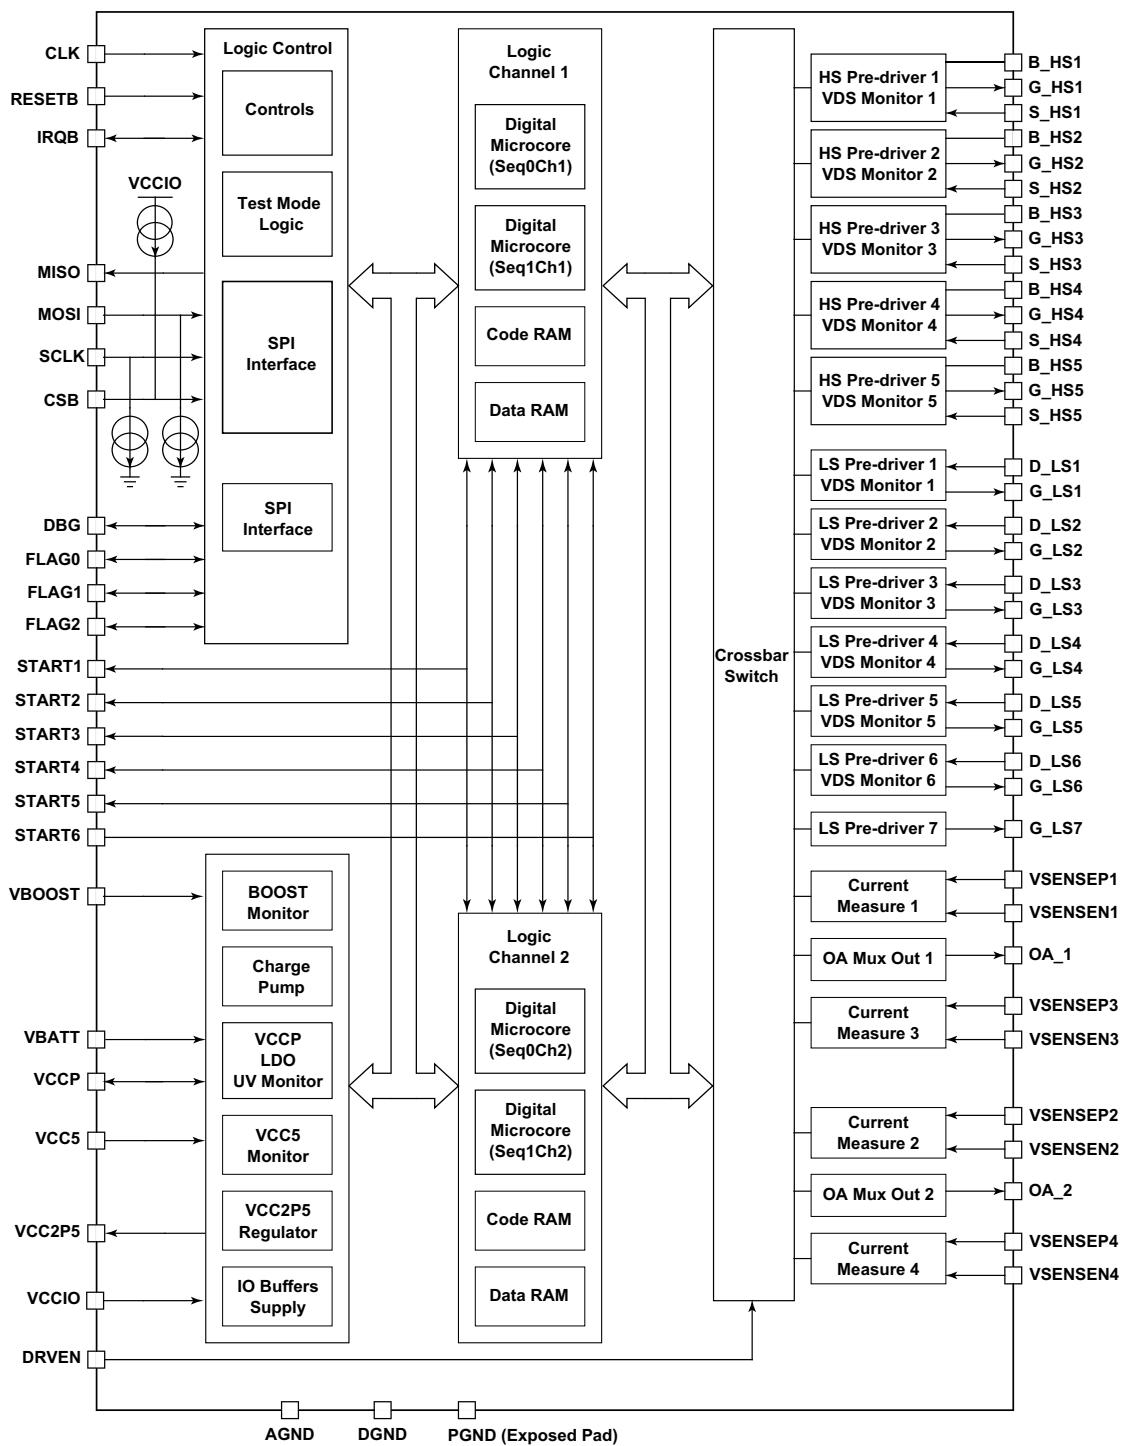 CLK
RESETB
IRQB
VCCIO
MISO
MOSI
SCLK
CSB
DBG
FLAG0
FLAG1
FLAG2
START1
START2
START3
START4
START5
START6
VBOOST
VBATT
VCCP
VCC5
VCC2P5
VCCIO
DRVEN
Logic Control
Controls
Test Mode
Logic
SPI
Interface
SPI
Interface
BOOST
Monitor
Charge
Pump
VCCP
LDO
UV Monitor
VCC5
Monitor
VCC2P5
Regulator
IO Buffers
Supply
Logic
Channel 1
Digital
Microcore
(Seq0Ch1)
Digital
Microcore
(Seq1Ch1)
Code RAM
Data RAM
Logic
Channel 2
Digital
Microcore
(Seq0Ch2)
Digital
Microcore
(Seq1Ch2)
Code RAM
Data RAM
Crossbar
Switch
HS Pre-driver 1
VDS Monitor 1
HS Pre-driver 2
VDS Monitor 2
HS Pre-driver 3
VDS Monitor 3
HS Pre-driver 4
VDS Monitor 4
HS Pre-driver 5
VDS Monitor 5
LS Pre-driver 1
VDS Monitor 1
LS Pre-driver 2
VDS Monitor 2
LS Pre-driver 3
VDS Monitor 3
LS Pre-driver 4
VDS Monitor 4
LS Pre-driver 5
VDS Monitor 5
LS Pre-driver 6
VDS Monitor 6
LS Pre-driver 7
Current
Measure 1
OA Mux Out 1
Current
Measure 3
Current
Measure 2
OA Mux Out 2
Current
Measure 4
B_HS1
G_HS1
S_HS1
B_HS2
G_HS2
S_HS2
B_HS3
G_HS3
S_HS3
B_HS4
G_HS4
S_HS4
B_HS5
G_HS5
S_HS5
D_LS1
G_LS1
D_LS2
G_LS2
D_LS3
G_LS3
D_LS4
G_LS4
D_LS5
G_LS5
D_LS6
G_LS6
G_LS7
VSENSEP1
VSENSEN1
OA_1
VSENSEP3
VSENSEN3
VSENSEP2
VSENSEN2
OA_2
VSENSEP4
VSENSEN4
AGND
DGND
PGND (Exposed Pad)